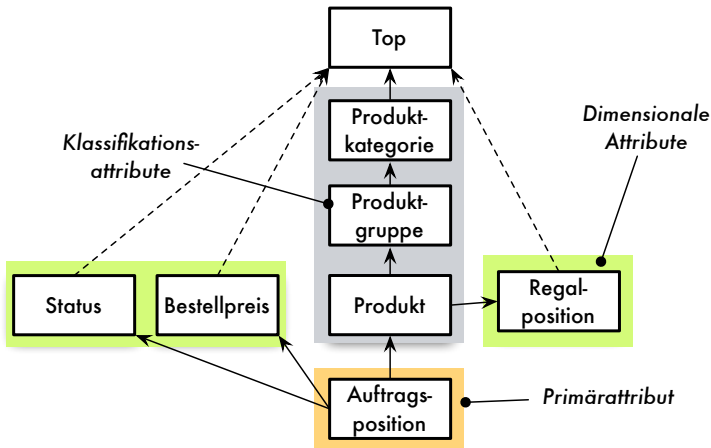 Top
Produkt-
kategorie
Dimensionale
Attribute
Klassifikations-
attribute
Produkt-
gruppe
Status
Bestellpreis
Produkt
Regal-
position
Auftrags-
position
Primärattribut